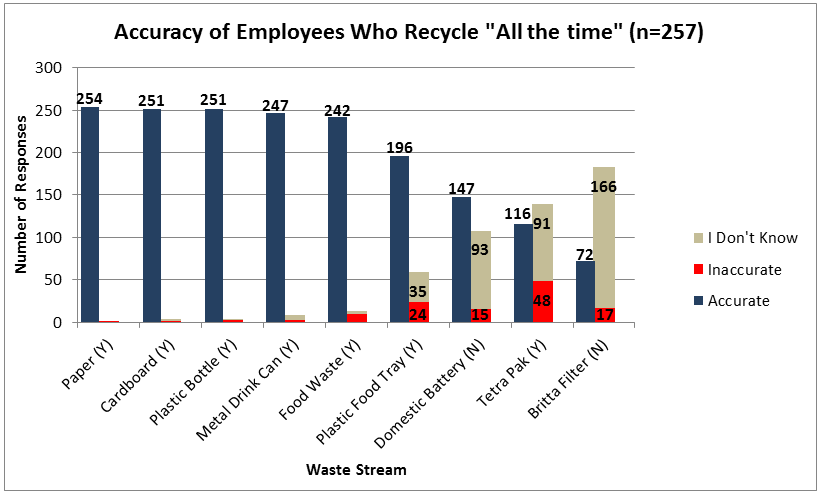 Accuracy of Employees Who Recycle "All the time" (n=257)
Number of Responses
300
250
200
150
100
50
0
254
251
251
247
242
196
147
116
72
35
24
93
15
91
48
166
17
Paper (Y)
Cardboard (Y)
Plastic Bottle (Y)
Metal Drink Can (Y)
Food Waste (Y)
Plastic Food Tray (Y)
Domestic Battery (N)
Tetra Pak (Y)
Britta Filter (N)
Waste Stream
I Don't Know
Inaccurate
Accurate